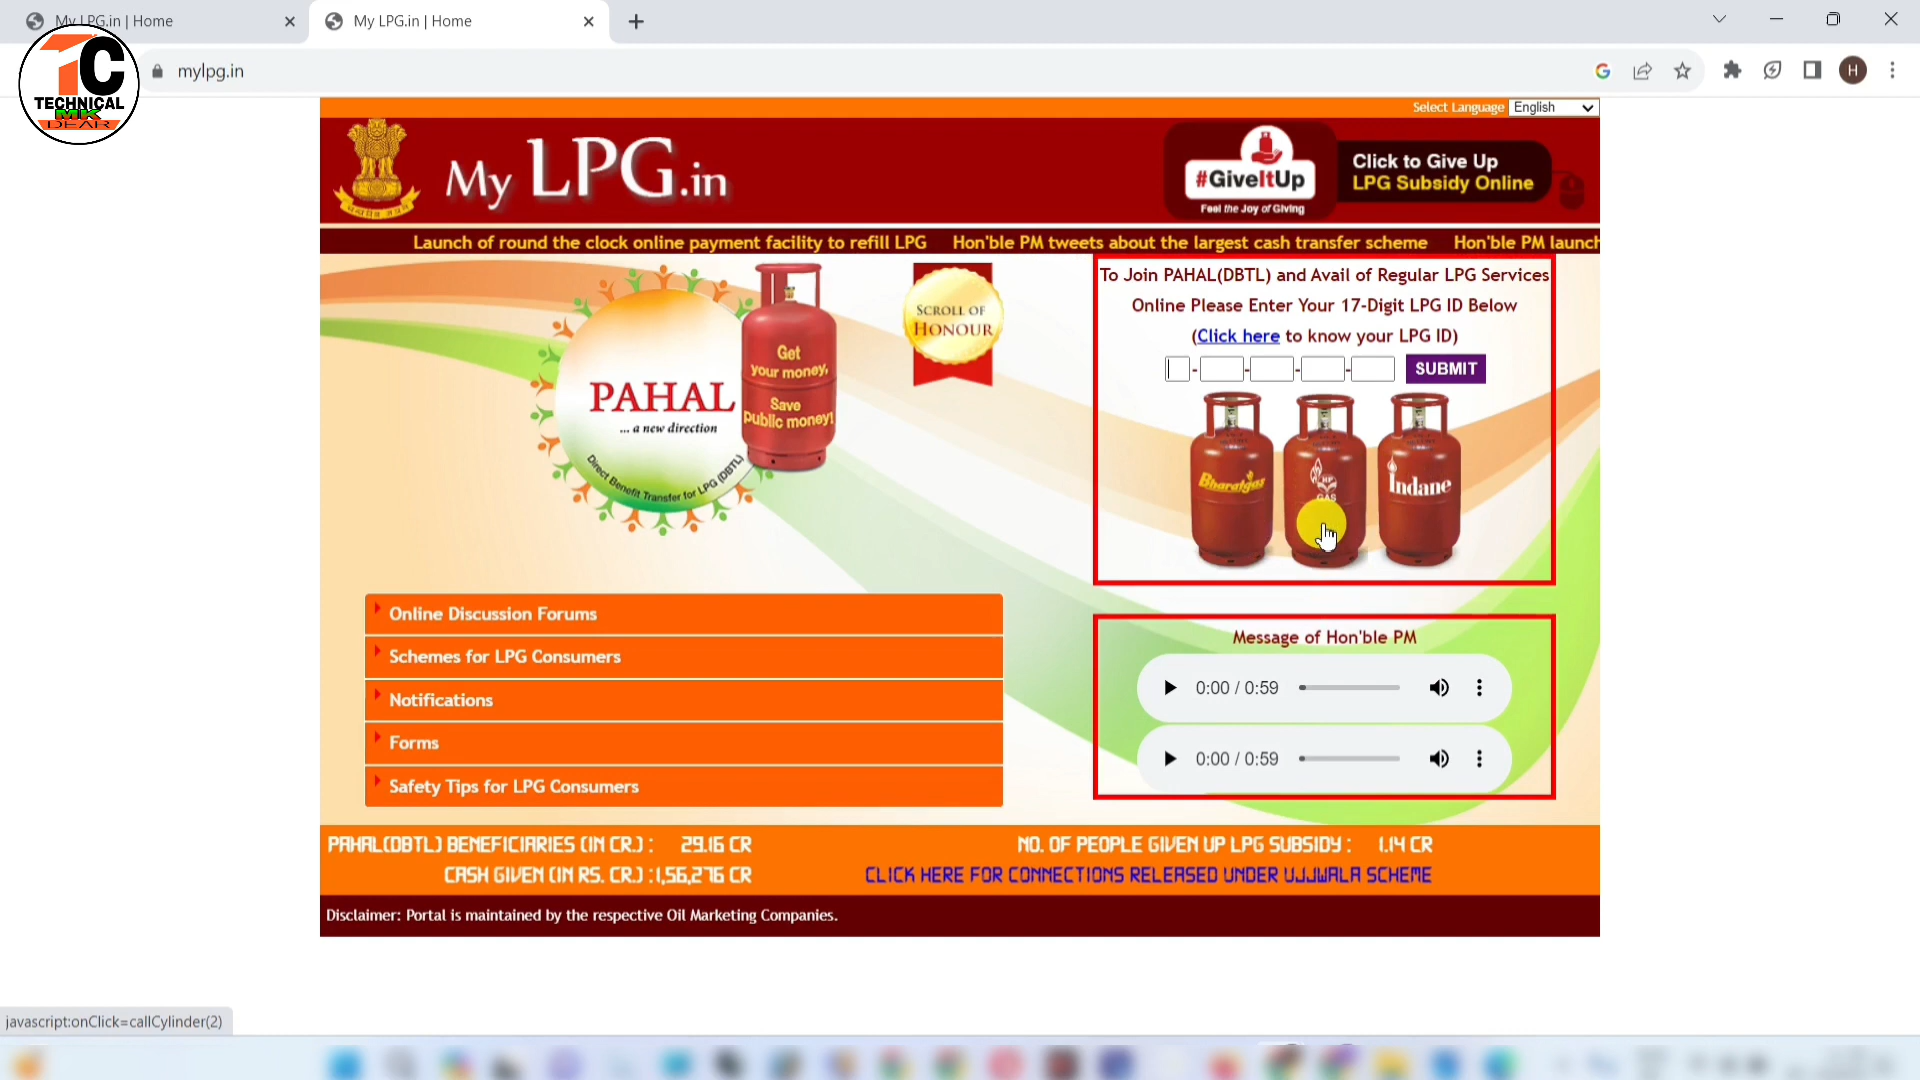 My LPG.in | Home
My LPG.in | Home
mylpg.in
H
TC
TECHNICAL
MK
DEAR
Select Language English
My LPG.in
#GiveItUp
Feel the Joy of Giving
Click to Give Up
LPG Subsidy Online
Launch of round the clock online payment facility to refill LPG Hon'ble PM tweets about the largest cash transfer scheme Hon'ble PM launch
PAHAL
... a new direction
Direct Benefit Transfer for LPG (DBTL)
Get
your money,
Save
public money!
SCROLL OF
HONOUR
To Join PAHAL(DBTL) and Avail of Regular LPG Services
Online Please Enter Your 17-Digit LPG ID Below
(Click here to know your LPG ID)
- - - - SUBMIT
Bharatgas
HP
GAS
Indane
Online Discussion Forums
Schemes for LPG Consumers
Notifications
Forms
Safety Tips for LPG Consumers
Message of Hon'ble PM
0:00 / 0:59
0:00 / 0:59
PAHAL(DBTL) BENEFICIARIES (IN CR.) : 29.16 CR
NO. OF PEOPLE GIVEN UP LPG SUBSIDY : 1.14 CR
CASH GIVEN (IN RS. CR.) :1,56,276 CR
CLICK HERE FOR CONNECTIONS RELEASED UNDER UJJWALA SCHEME
Disclaimer: Portal is maintained by the respective Oil Marketing Companies.
javascript:onClick=callCylinder(2)